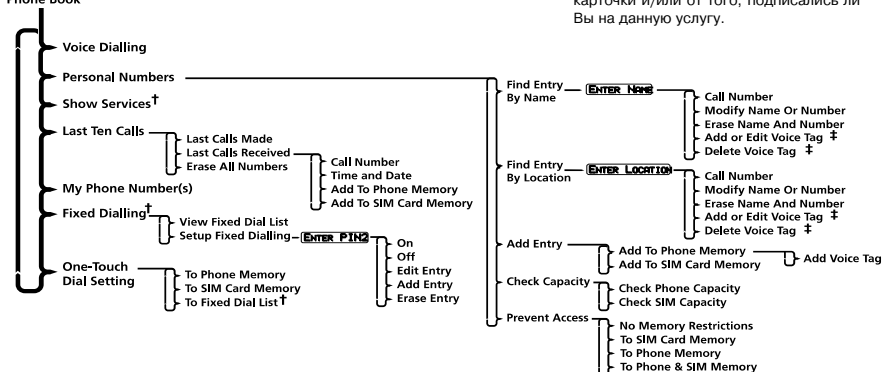 Phone Book
карточки и/или от того, подписались ли
Вы на данную услугу.
Voice Dialling
Personal Numbers
Show Services†
Last Ten Calls
Last Calls Made
Last Calls Received
Erase All Numbers
Call Number
Time and Date
Add To Phone Memory
Add To SIM Card Memory
My Phone Number(s)
Fixed Dialling†
View Fixed Dial List
Setup Fixed Dialling
ENTER PIN2
On
Off
Edit Entry
Add Entry
Erase Entry
One-Touch
Dial Setting
To Phone Memory
To SIM Card Memory
To Fixed Dial List†
Find Entry
By Name
ENTER NAME
Call Number
Modify Name Or Number
Erase Name And Number
Add or Edit Voice Tag ‡
Delete Voice Tag ‡
Find Entry
By Location
ENTER LOCATION
Call Number
Modify Name Or Number
Erase Name And Number
Add or Edit Voice Tag ‡
Delete Voice Tag ‡
Add Entry
Add To Phone Memory
Add To SIM Card Memory
Add Voice Tag
Check Capacity
Check Phone Capacity
Check SIM Capacity
Prevent Access
No Memory Restrictions
To SIM Card Memory
To Phone Memory
To Phone & SIM Memory